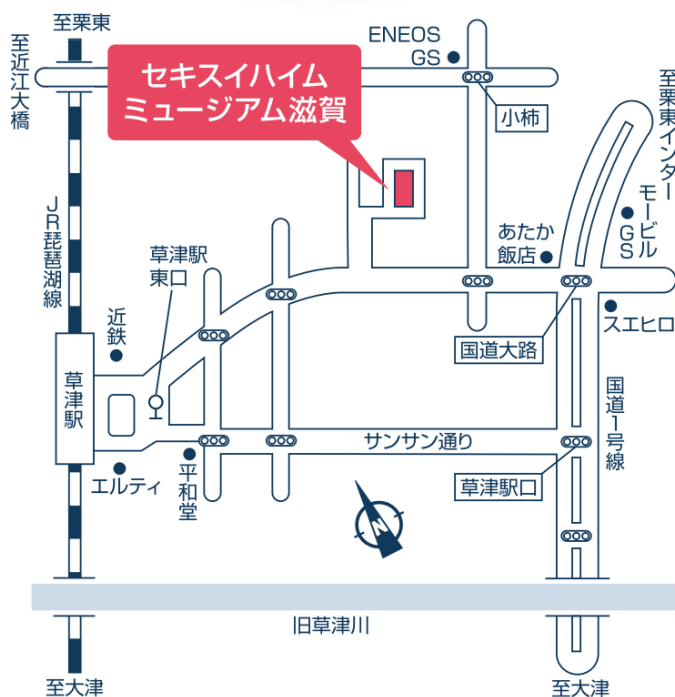 至栗東
至近江大橋
ENEOS
GS
セキスイハイム
ミュージアム滋賀
小柿
至栗東インター
モービル
GS
JR琵琶湖線
草津駅
東口
あたか
飯店
近鉄
スエヒロ
国道大路
草津駅
国道1号線
サンサン通り
エルティ
平和堂
草津駅口
N
旧草津川
至大津
至大津